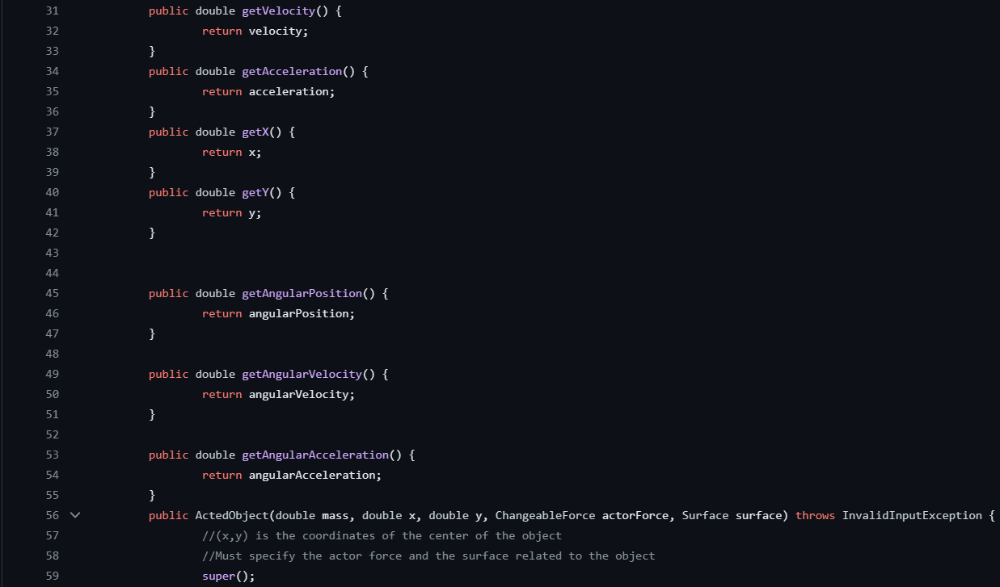 31 public double getVelocity() {
32 return velocity;
33 }
34 public double getAcceleration() {
35 return acceleration;
36 }
37 public double getX() {
38 return x;
39 }
40 public double getY() {
41 return y;
42 }
43
44
45 public double getAngularPosition() {
46 return angularPosition;
47 }
48
49 public double getAngularVelocity() {
50 return angularVelocity;
51 }
52
53 public double getAngularAcceleration() {
54 return angularAcceleration;
55 }
56 public ActedObject(double mass, double x, double y, ChangeableForce actorForce, Surface surface) throws InvalidInputException {
57 //(x,y) is the coordinates of the center of the object
58 //Must specify the actor force and the surface related to the object
59 super();